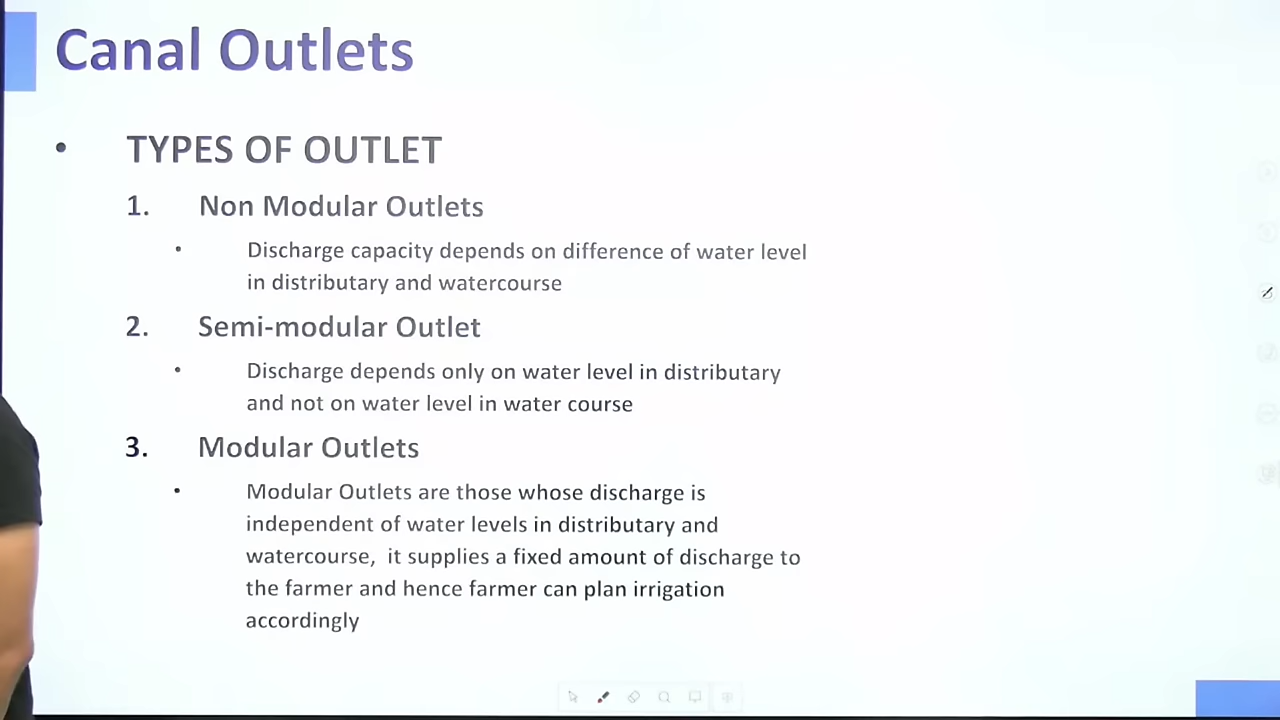 Canal Outlets
• TYPES OF OUTLET
1. Non Modular Outlets
• Discharge capacity depends on difference of water level
in distributary and watercourse
2. Semi-modular Outlet
• Discharge depends only on water level in distributary
and not on water level in water course
3. Modular Outlets
• Modular Outlets are those whose discharge is
independent of water levels in distributary and
watercourse, it supplies a fixed amount of discharge to
the farmer and hence farmer can plan irrigation
accordingly